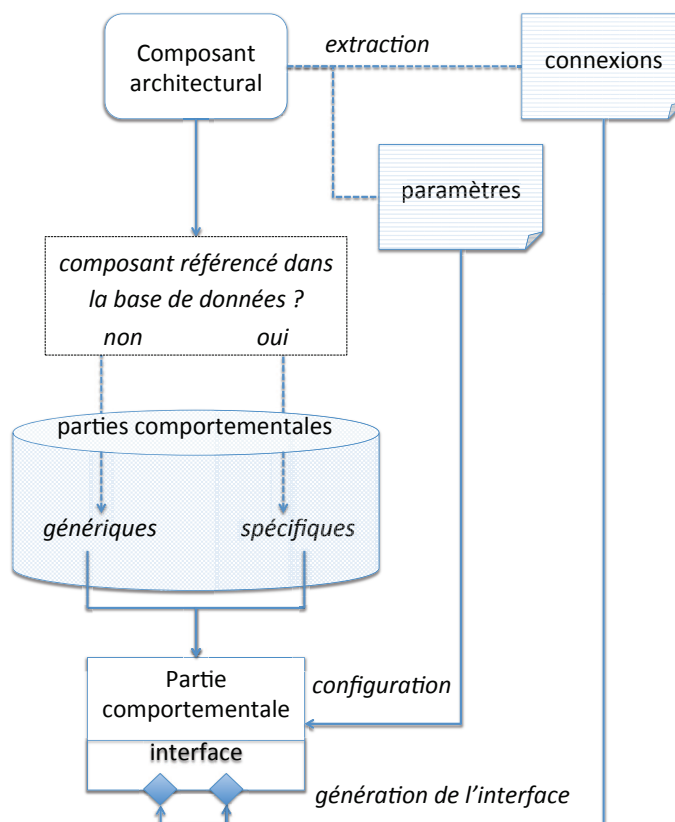 Composant
architectural
extraction
connexions
paramètres
composant référencé dans
la base de données ?
non oui
parties comportementales
génériques spécifiques
Partie
comportementale
configuration
interface
génération de l'interface